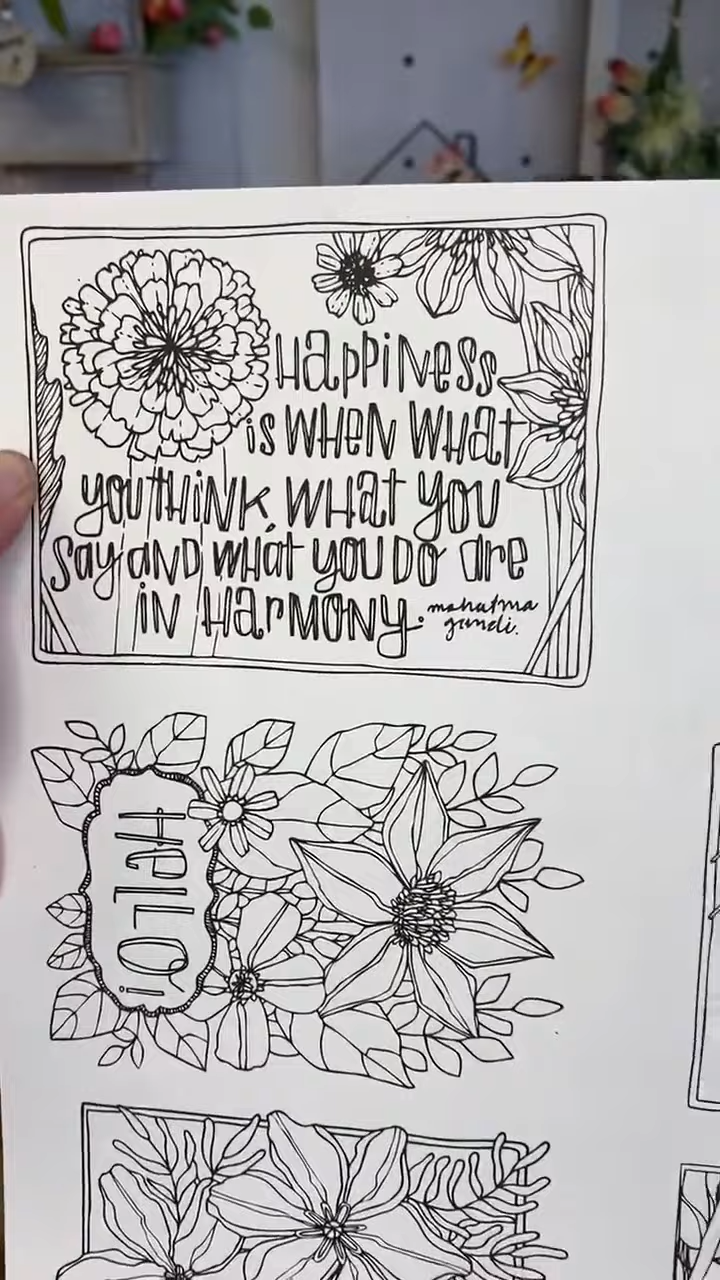 Happiness
is WHeN WHat
you tHiNK, WHat you
say aND WHat you DO are
iN HarMONy.
mahatma
gandi.
HeLLO!